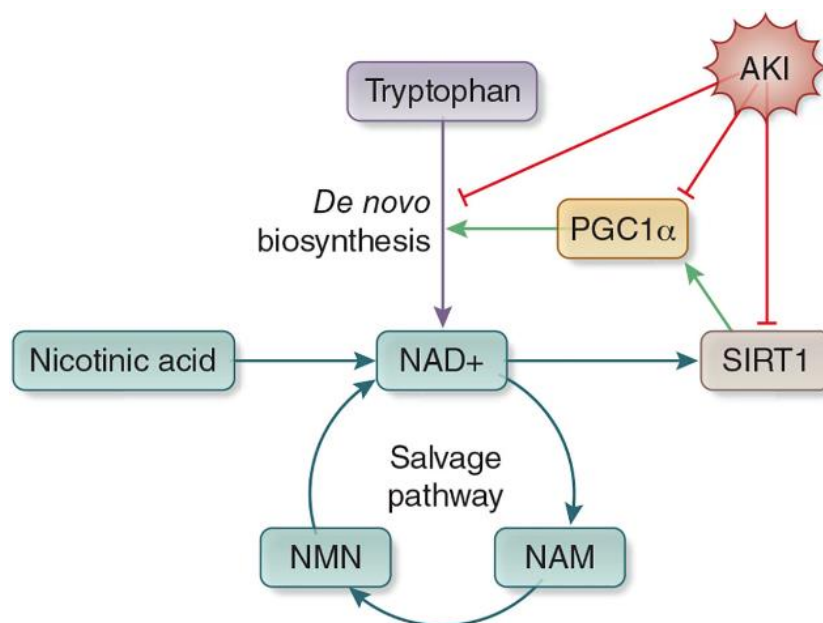 AKI
Tryptophan
De novo
biosynthesis
PGC1α
Nicotinic acid
NAD+
SIRT1
Salvage
pathway
NMN
NAM